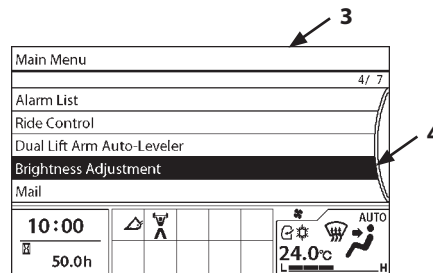 3
Main Menu
4/ 7
Alarm List
Ride Control
Dual Lift Arm Auto-Leveler
4
Brightness Adjustment
Mail
10:00
AUTO
50.0h
24.0°C
L H